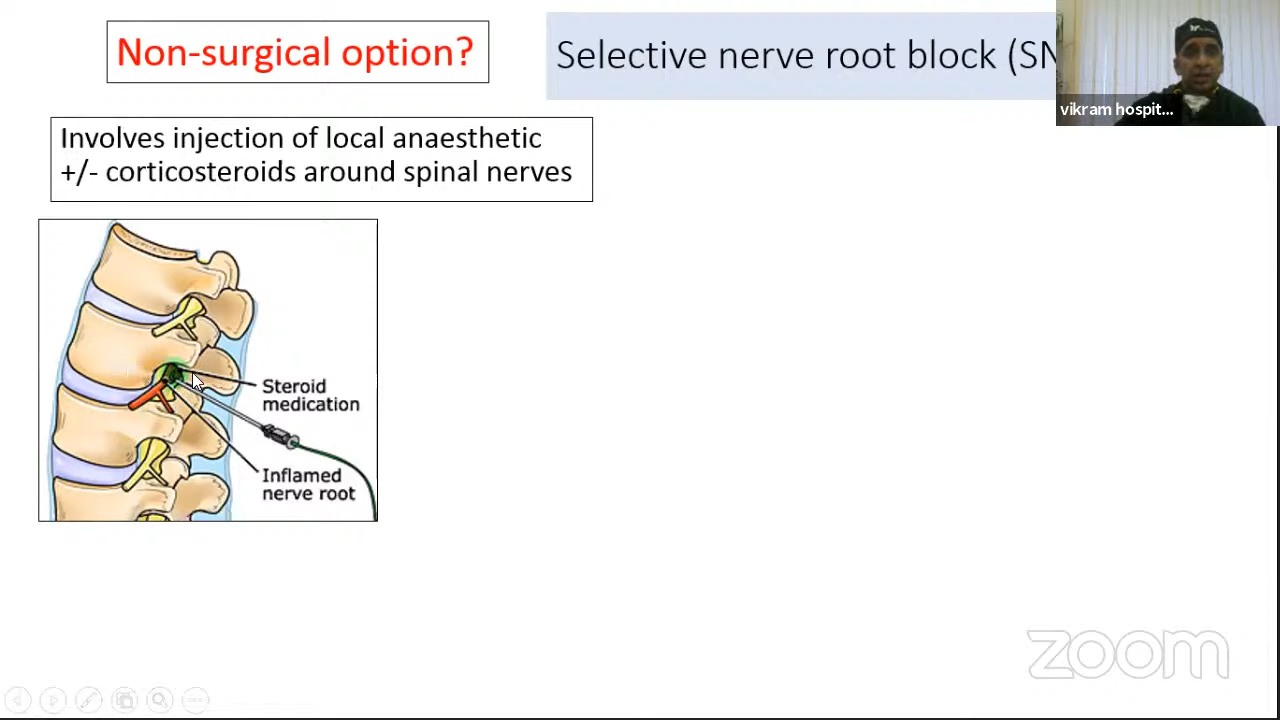 Non-surgical option?
Selective nerve root block (SN
vikram hospit...
Involves injection of local anaesthetic
+/- corticosteroids around spinal nerves
Steroid
medication
Inflamed
nerve root
zoom